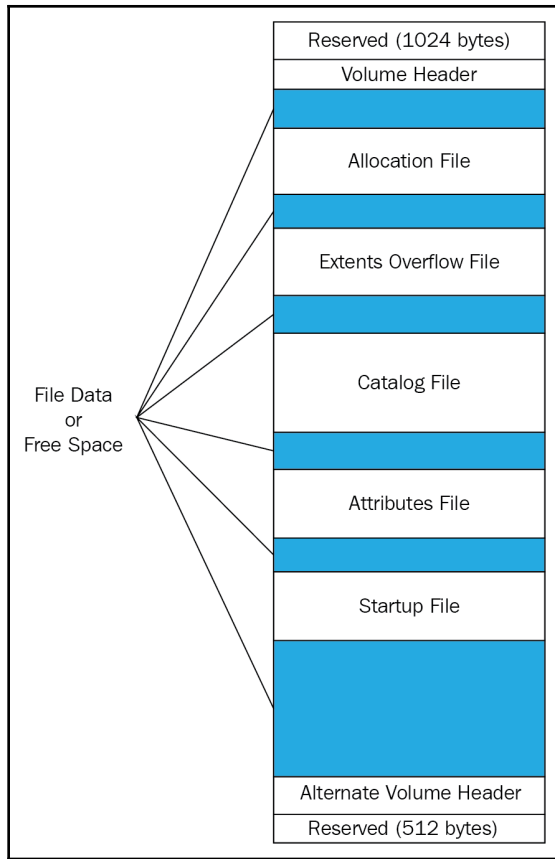 Reserved (1024 bytes)
Volume Header
Allocation File
Extents Overflow File
Catalog File
File Data
or
Free Space
Attributes File
Startup File
Alternate Volume Header
Reserved (512 bytes)